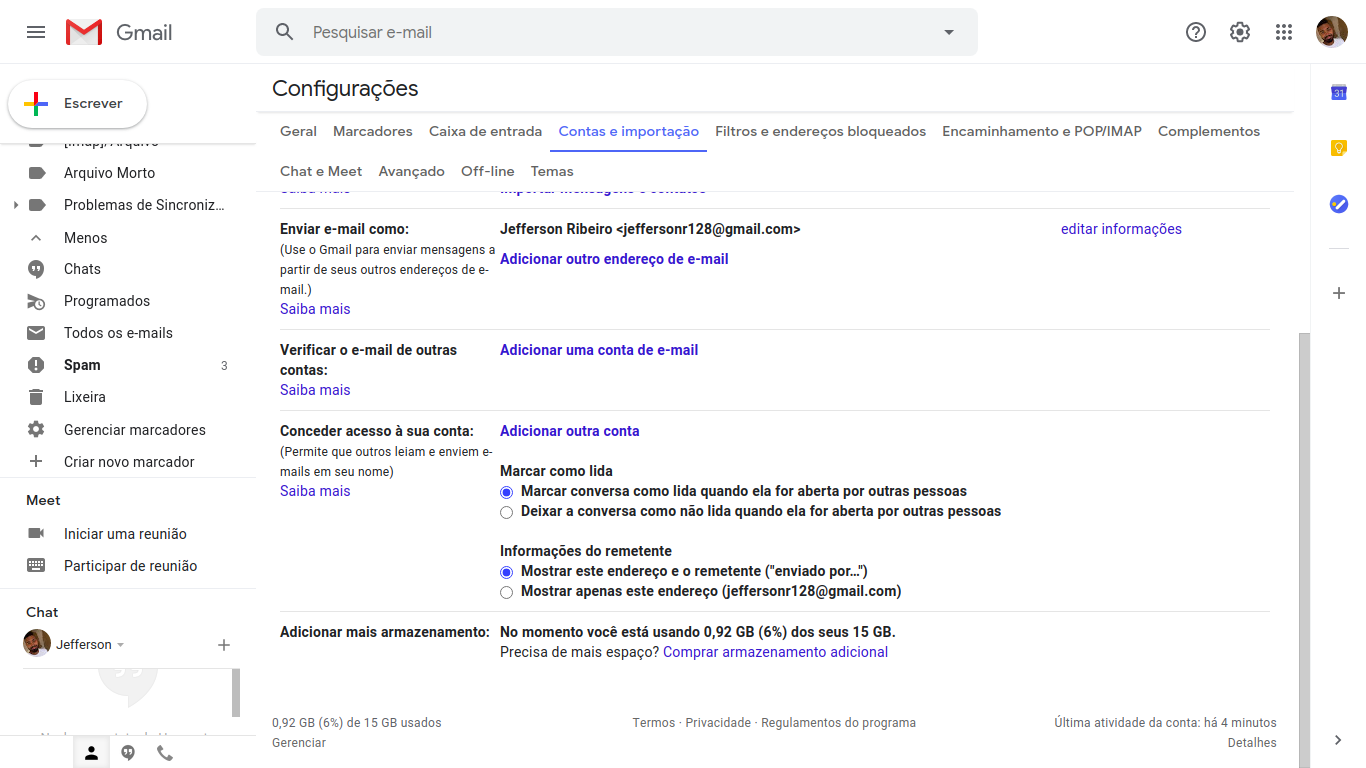 Gmail
Pesquisar e-mail
Escrever
[Imap]/Arquivo
Arquivo Morto
Problemas de Sincroniz…
Menos
Chats
Programados
Todos os e-mails
Spam 3
Lixeira
Gerenciar marcadores
Criar novo marcador
Meet
Iniciar uma reunião
Participar de reunião
Chat
Jefferson
Configurações
Geral Marcadores Caixa de entrada Contas e importação Filtros e endereços bloqueados Encaminhamento e POP/IMAP Complementos
Chat e Meet Avançado Off-line Temas
Saiba mais Importar mensagens e contatos
Enviar e-mail como: Jefferson Ribeiro <jeffersonr128@gmail.com> editar informações
(Use o Gmail para enviar mensagens a
partir de seus outros endereços de e-
mail.)
Adicionar outro endereço de e-mail
Saiba mais
Verificar o e-mail de outras
contas:
Adicionar uma conta de e-mail
Saiba mais
Conceder acesso à sua conta: Adicionar outra conta
(Permite que outros leiam e enviem e-
mails em seu nome)
Saiba mais
Marcar como lida
Marcar conversa como lida quando ela for aberta por outras pessoas
Deixar a conversa como não lida quando ela for aberta por outras pessoas
Informações do remetente
Mostrar este endereço e o remetente ("enviado por…")
Mostrar apenas este endereço (jeffersonr128@gmail.com)
Adicionar mais armazenamento: No momento você está usando 0,92 GB (6%) dos seus 15 GB.
Precisa de mais espaço? Comprar armazenamento adicional
0,92 GB (6%) de 15 GB usados
Gerenciar
Termos · Privacidade · Regulamentos do programa
Última atividade da conta: há 4 minutos
Detalhes
31